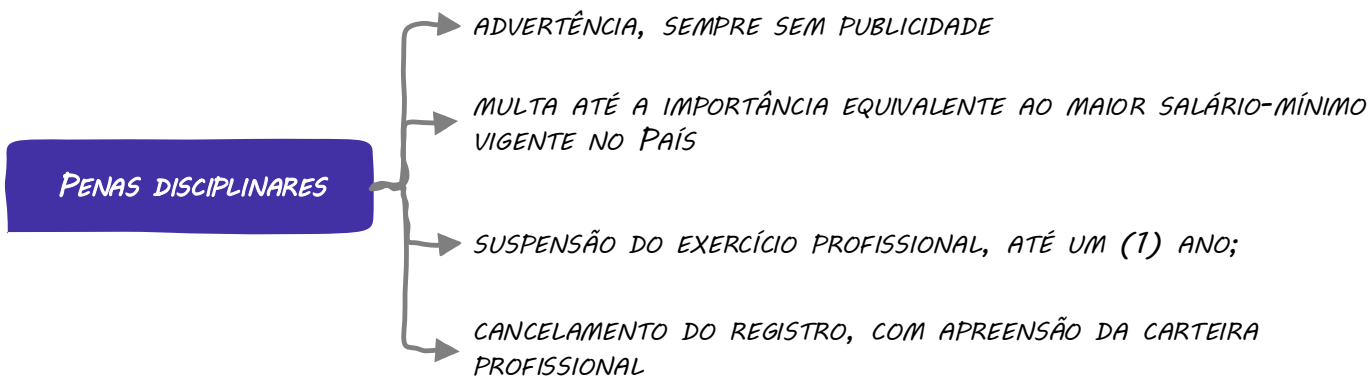 PENAS DISCIPLINARES
ADVERTÊNCIA, SEMPRE SEM PUBLICIDADE
MULTA ATÉ A IMPORTÂNCIA EQUIVALENTE AO MAIOR SALÁRIO-MÍNIMO
VIGENTE NO PAÍS
SUSPENSÃO DO EXERCÍCIO PROFISSIONAL, ATÉ UM (1) ANO;
CANCELAMENTO DO REGISTRO, COM APREENSÃO DA CARTEIRA
PROFISSIONAL